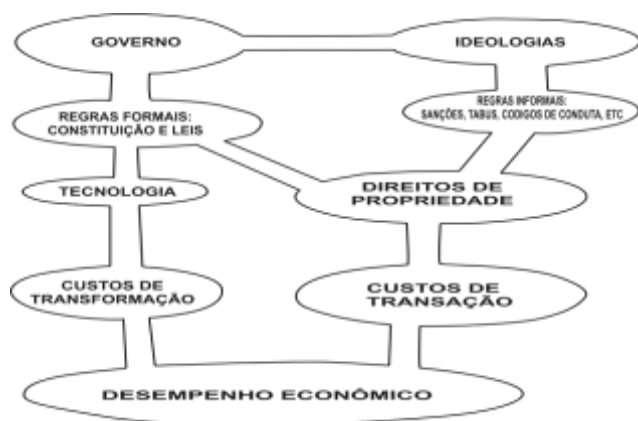 GOVERNO
IDEOLOGIAS
REGRAS FORMAIS:
CONSTITUIÇÃO E LEIS
REGRAS INFORMAIS:
SANÇÕES, TABUS, CODIGOS DE CONDUTA, ETC
TECNOLOGIA
DIREITOS DE
PROPRIEDADE
CUSTOS DE
TRANSFORMAÇÃO
CUSTOS DE
TRANSAÇÃO
DESEMPENHO ECONÔMICO